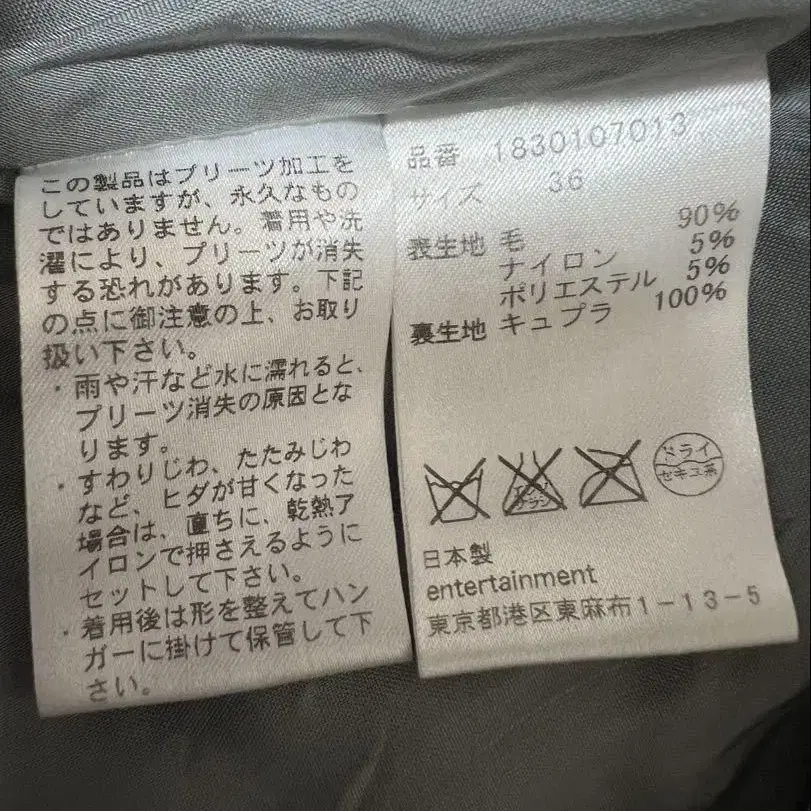 この製品はプリーツ加工を
していますが、永久なもの
ではありません。着用や洗
濯により、プリーツが消失
する恐れがあります。下記
の点に御注意の上、お取り
扱い下さい。
・雨や汗など水に濡れると、
プリーツ消失の原因とな
ります。
・すわりじわ、たたみじわ
など、ヒダが甘くなった
場合は、直ちに、乾熱ア
イロンで押さえるように
セットして下さい。
・着用後は形を整えてハン
ガーに掛けて保管して下
さい。
品番 1830107013
サイズ 36
表生地 毛 90%
ナイロン 5%
ポリエステル 5%
裏生地 キュプラ 100%
エンソ
サラシ
ドライ
セキユ系
日本製
entertainment
東京都港区東麻布1-13-5